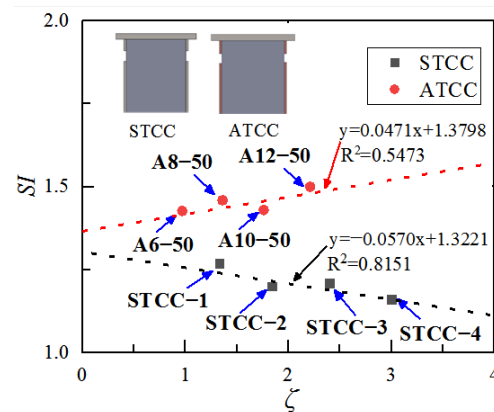 2.0
STCC
ATCC
STCC
ATCC
y=0.0471x+1.3798
R²=0.5473
A8−50
A12−50
SI
1.5
A6−50
A10−50
y=−0.0570x+1.3221
R²=0.8151
STCC−1
STCC−2
STCC−3
STCC−4
1.0
0 1 2 3 4
ζ